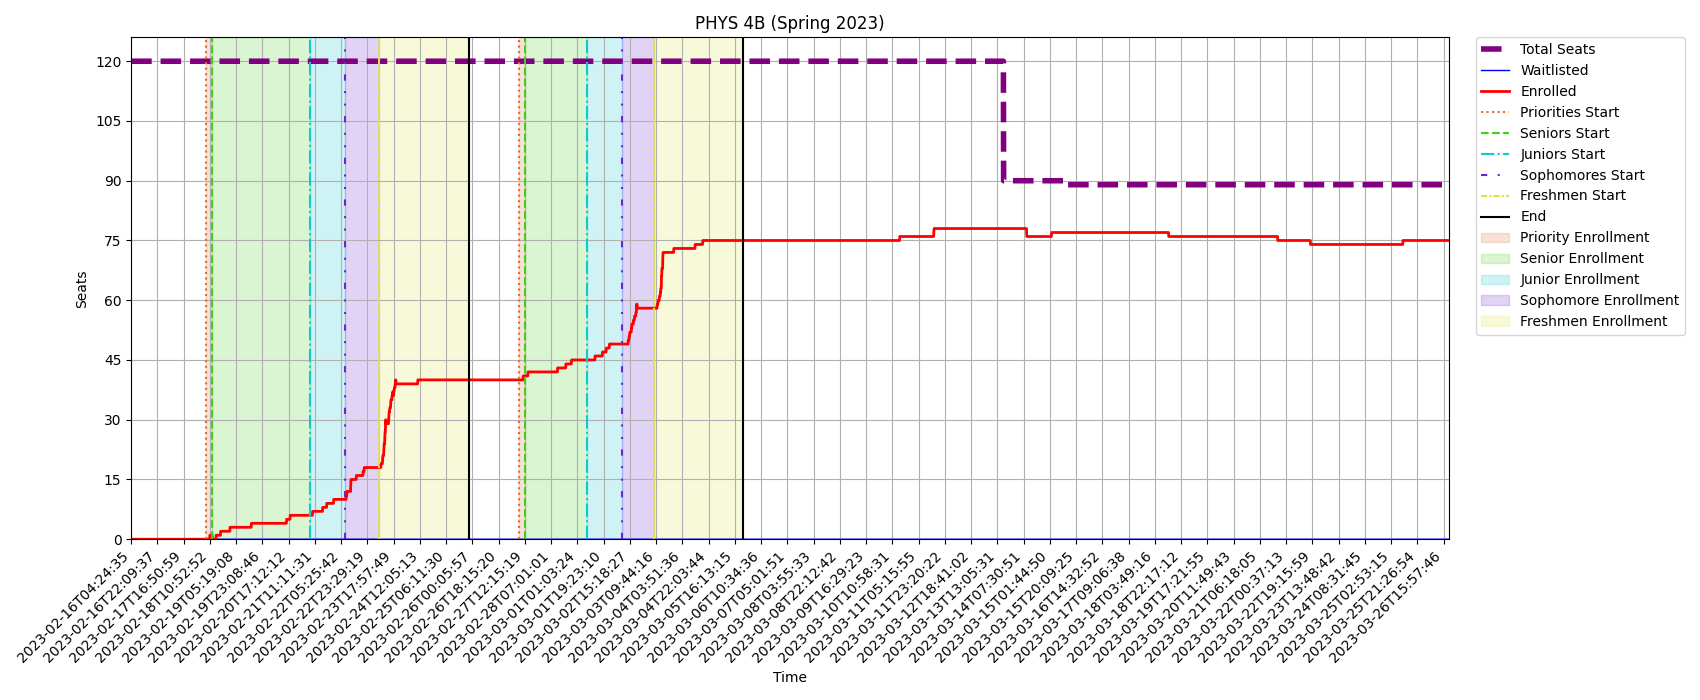 PHYS 4B (Spring 2023)
Seats
120
105
90
75
60
45
30
15
0
2023-02-16T04:24:35
2023-02-16T22:09:37
2023-02-17T16:50:59
2023-02-18T10:52:52
2023-02-19T05:19:08
2023-02-19T23:08:46
2023-02-20T17:12:12
2023-02-21T11:11:31
2023-02-22T05:25:42
2023-02-22T23:29:19
2023-02-23T17:57:49
2023-02-24T12:05:13
2023-02-25T06:11:30
2023-02-26T00:05:57
2023-02-26T18:15:20
2023-02-27T12:15:19
2023-02-28T07:01:01
2023-03-01T01:03:24
2023-03-01T19:23:10
2023-03-02T15:18:27
2023-03-03T09:44:16
2023-03-04T03:51:36
2023-03-04T22:03:44
2023-03-05T16:13:15
2023-03-06T10:34:36
2023-03-07T05:01:51
2023-03-08T03:55:33
2023-03-08T22:12:42
2023-03-09T16:29:23
2023-03-10T10:58:31
2023-03-11T05:15:55
2023-03-11T23:20:22
2023-03-12T18:41:02
2023-03-13T13:05:31
2023-03-14T07:30:51
2023-03-15T01:44:50
2023-03-15T20:09:25
2023-03-16T14:32:52
2023-03-17T09:06:38
2023-03-18T03:49:16
2023-03-18T22:17:12
2023-03-19T17:21:55
2023-03-20T11:49:43
2023-03-21T06:18:05
2023-03-22T00:37:13
2023-03-22T19:15:59
2023-03-23T13:48:42
2023-03-24T08:31:45
2023-03-25T02:53:15
2023-03-25T21:26:54
2023-03-26T15:57:46
Time
Total Seats
Waitlisted
Enrolled
Priorities Start
Seniors Start
Juniors Start
Sophomores Start
Freshmen Start
End
Priority Enrollment
Senior Enrollment
Junior Enrollment
Sophomore Enrollment
Freshmen Enrollment